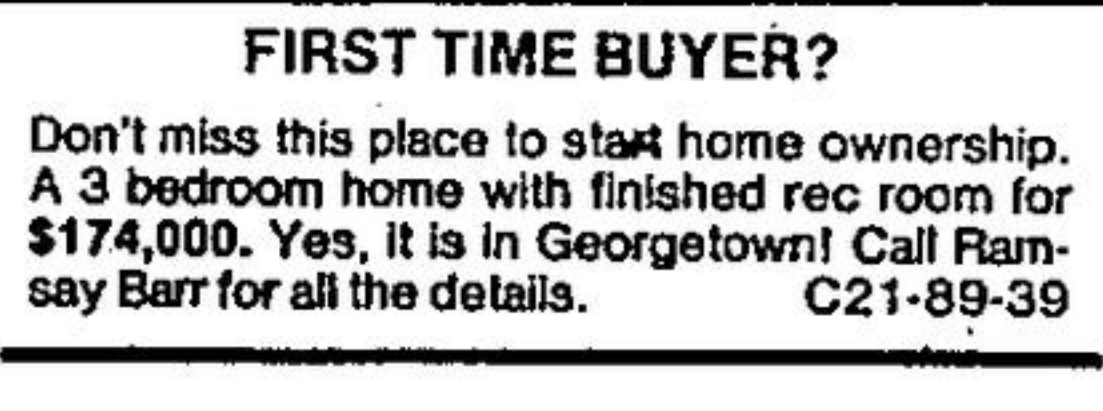 FIRST TIME BUYER?
Don't miss this place to start home ownership.
A 3 bedroom home with finished rec room for
$174,000. Yes, it is in Georgetown! Call Ram-
say Barr for all the details. C21-89-39